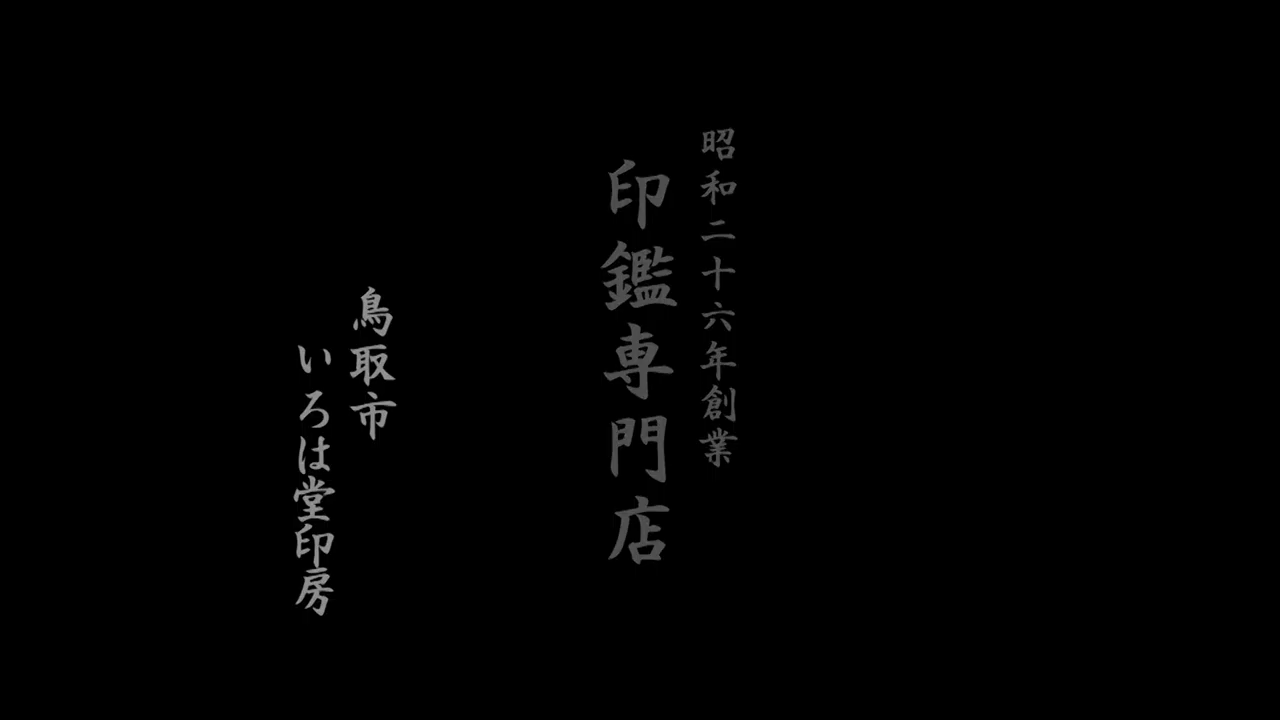 昭和二十六年創業
印鑑専門店
鳥取市
いろは堂印房